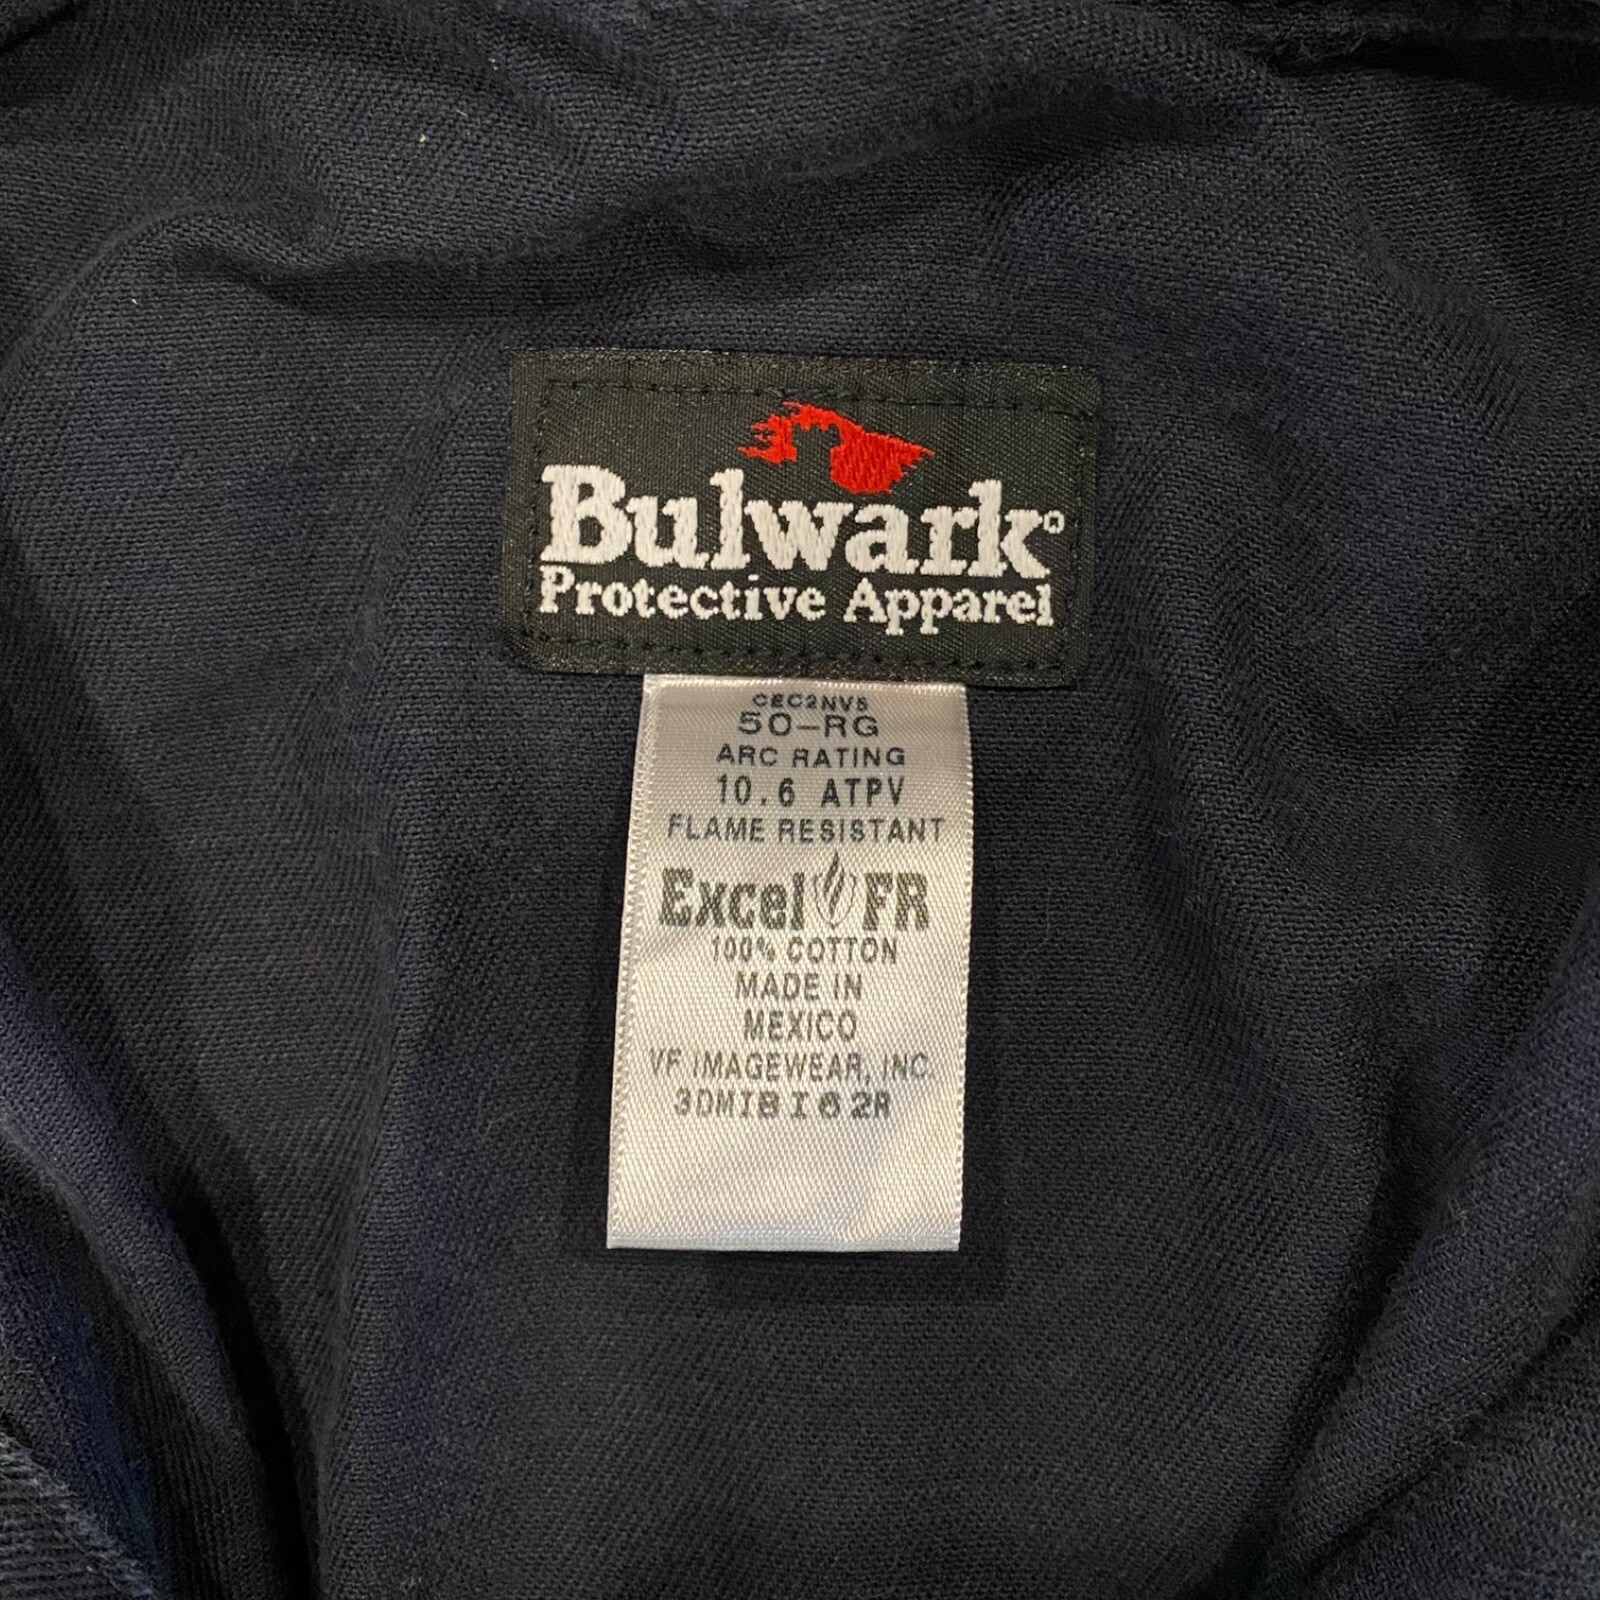 Bulwark®
Protective Apparel
CEC2NV5
50-RG
ARC RATING
10.6 ATPV
FLAME RESISTANT
Excel FR
100% COTTON
MADE IN
MEXICO
VF IMAGEWEAR, INC.
3DMI8I62R